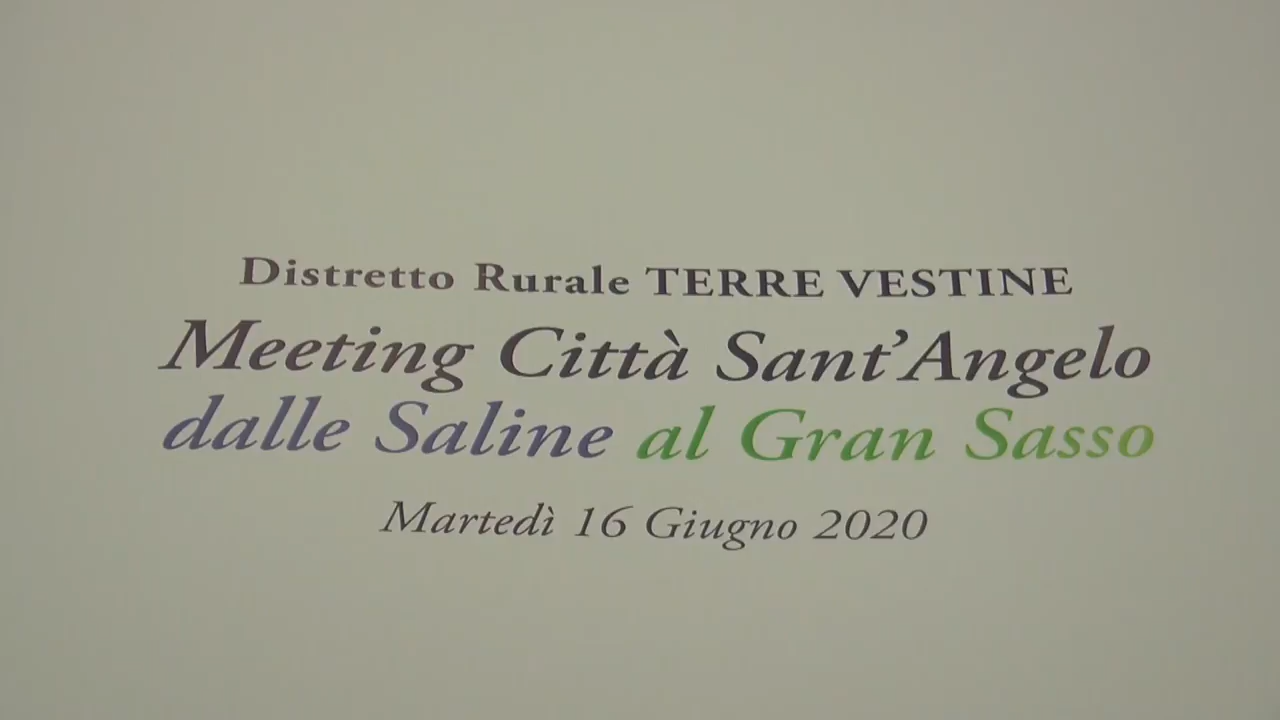 Distretto Rurale TERRE VESTINE
Meeting Città Sant’Angelo
dalle Saline al Gran Sasso
Martedì 16 Giugno 2020